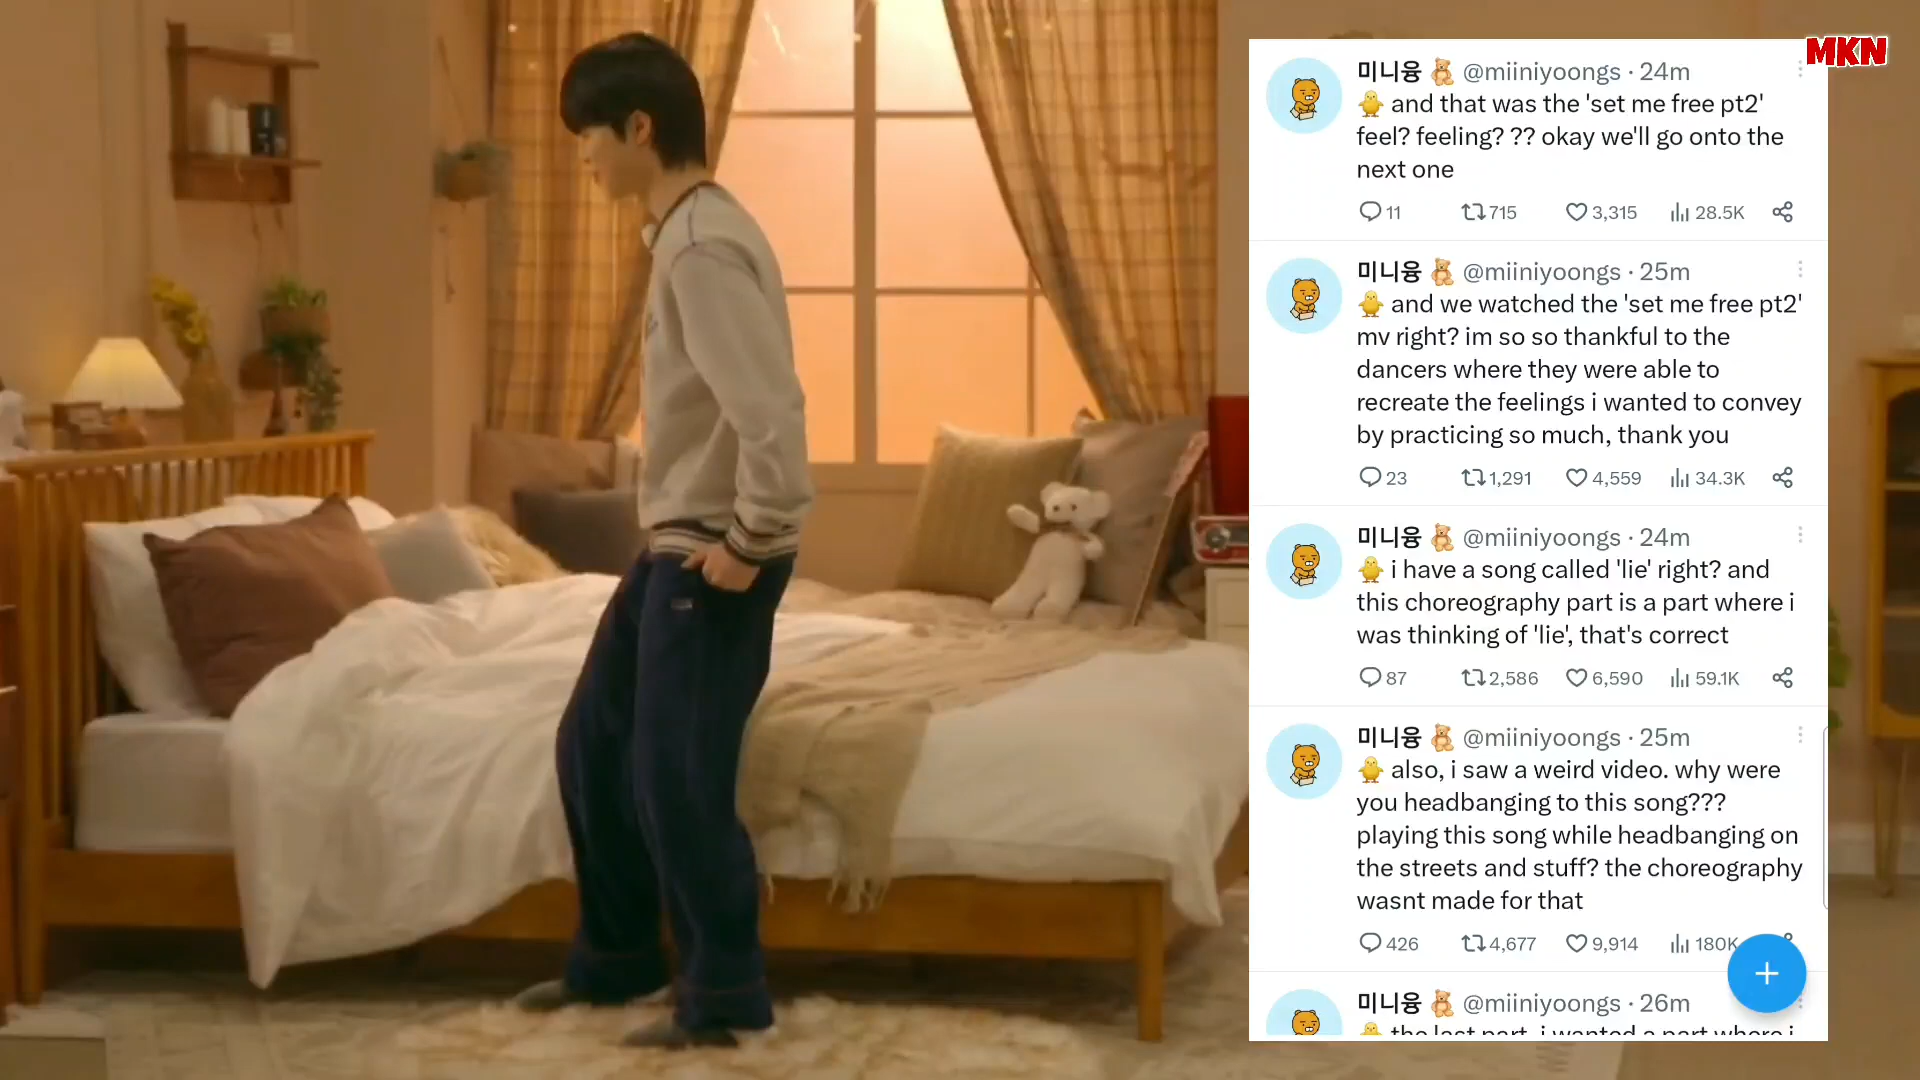 MKN
미니융 @miiniyoongs · 24m
and that was the 'set me free pt2'
feel? feeling? ?? okay we'll go onto the
next one
11 715 3,315 28.5K
미니융 @miiniyoongs · 25m
and we watched the 'set me free pt2'
mv right? im so so thankful to the
dancers where they were able to
recreate the feelings i wanted to convey
by practicing so much, thank you
23 1,291 4,559 34.3K
미니융 @miiniyoongs · 24m
i have a song called 'lie' right? and
this choreography part is a part where i
was thinking of 'lie', that's correct
87 2,586 6,590 59.1K
미니융 @miiniyoongs · 25m
also, i saw a weird video. why were
you headbanging to this song???
playing this song while headbanging on
the streets and stuff? the choreography
wasnt made for that
426 4,677 9,914 180K
미니융 @miiniyoongs · 26m
the last part, i wanted a part where i